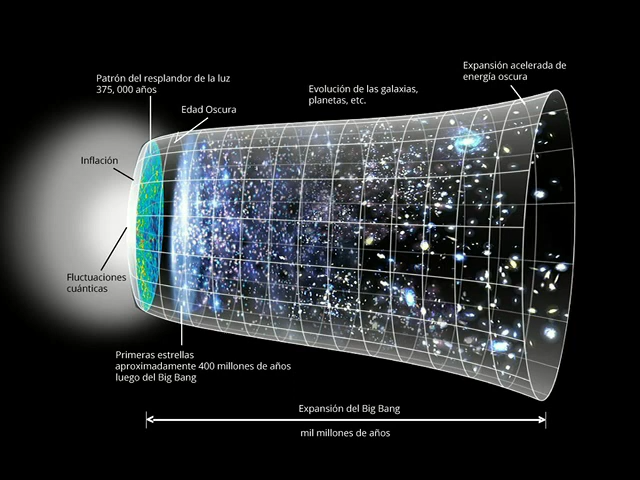 Expansión acelerada de
energía oscura
Patrón del resplandor de la luz
375, 000 años
Evolución de las galaxias,
planetas, etc.
Edad Oscura
Inflación
Fluctuaciones
cuánticas
Primeras estrellas
aproximadamente 400 millones de años
luego del Big Bang
Expansión del Big Bang
mil millones de años